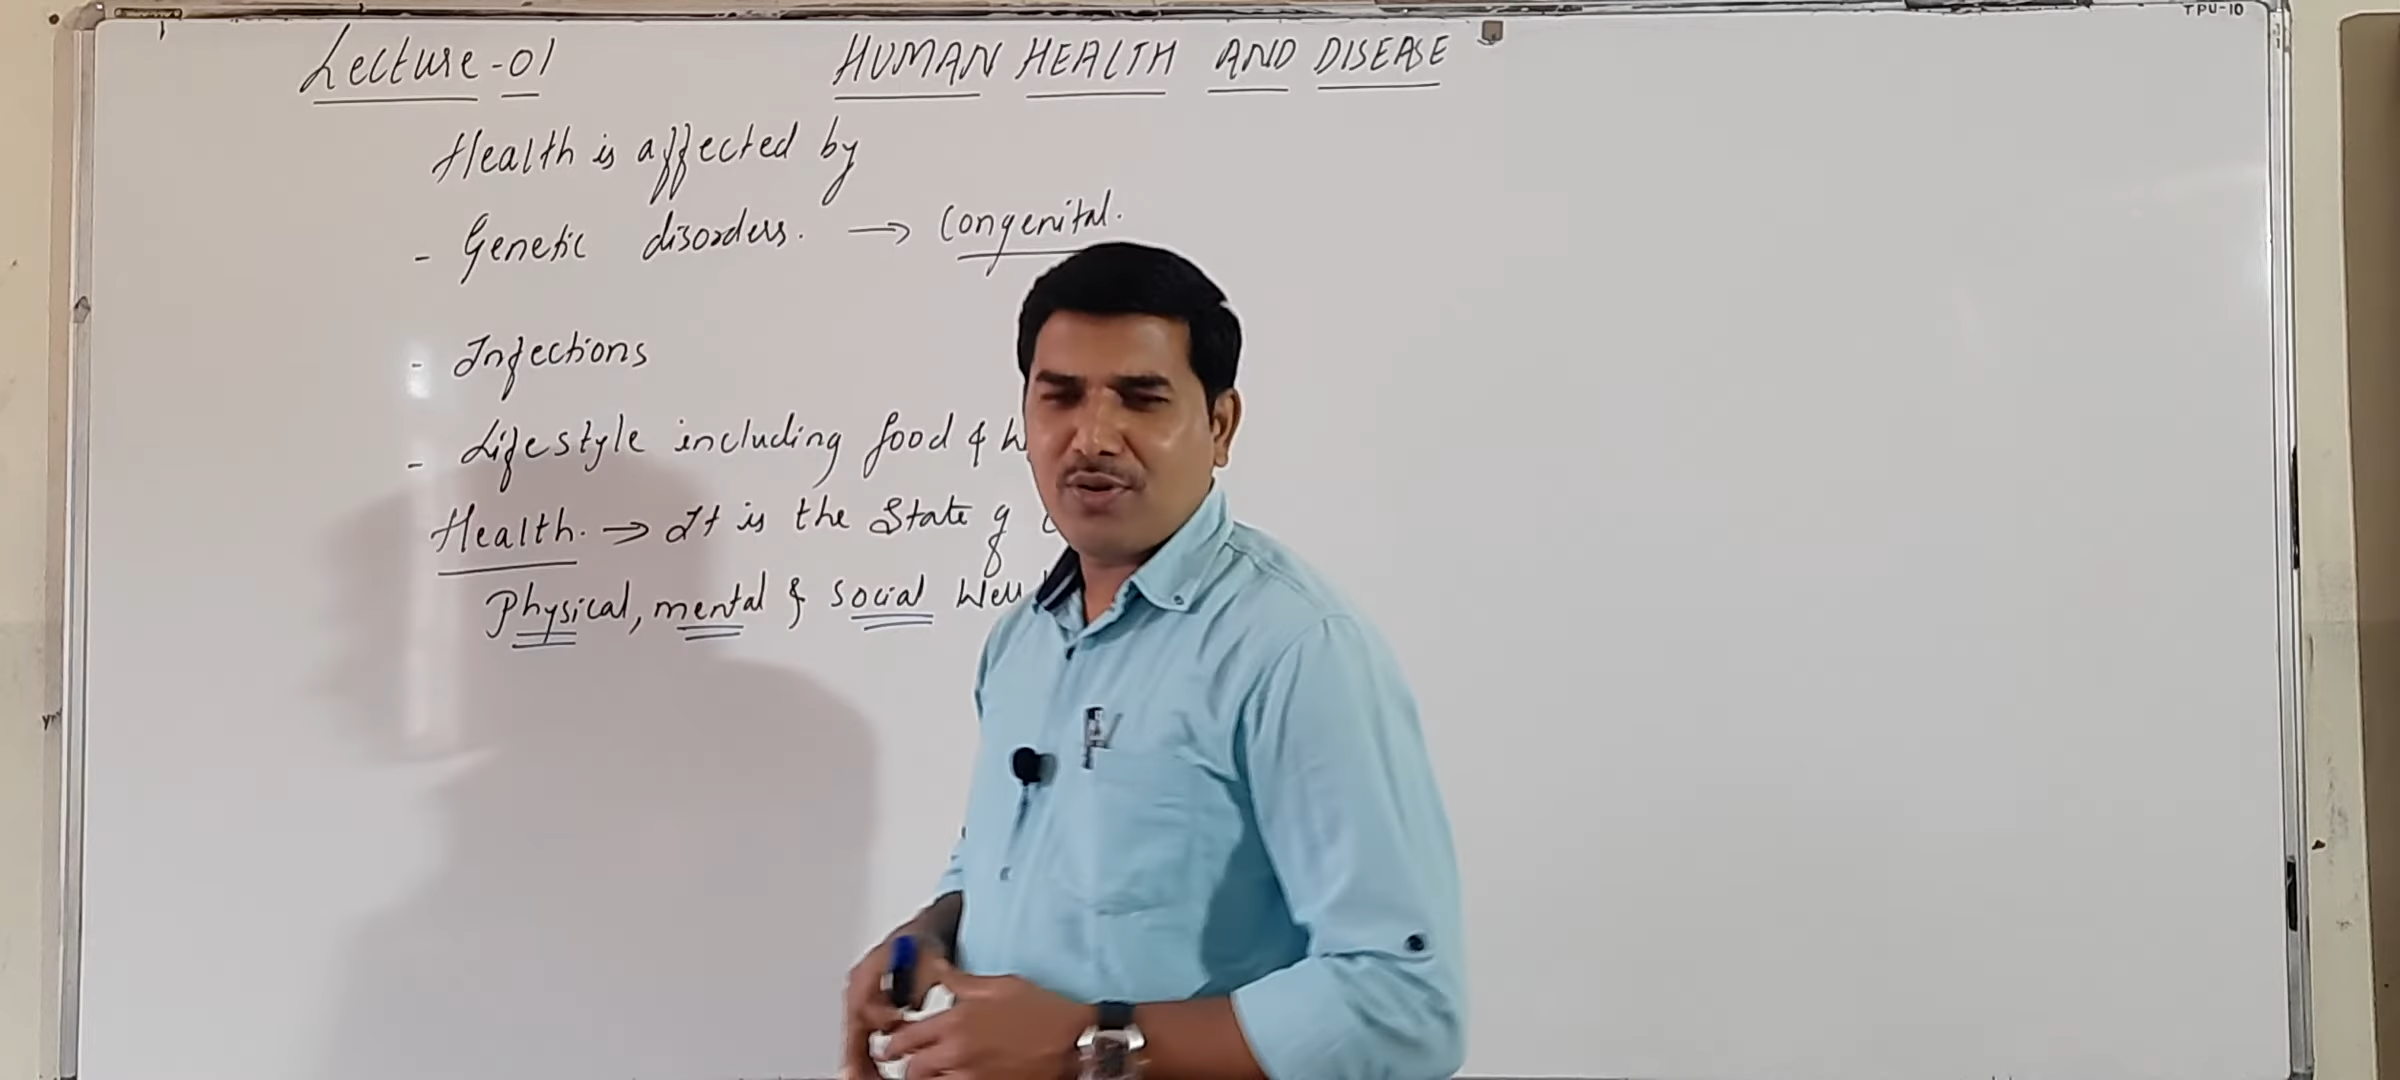 TPU-10
Lecture-01 HUMAN HEALTH AND DISEASE
Health is affected by
- Genetic disorders. → Congenital.
- Infections
- Lifestyle including food &
Health. → It is the State of
Physical, mental & Social Well